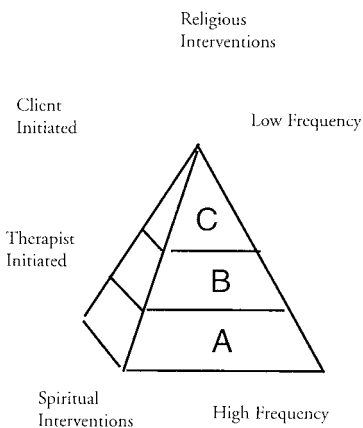 Religious
Interventions
Client
Initiated
Low Frequency
C
Therapist
Initiated
B
A
Spiritual
Interventions
High Frequency